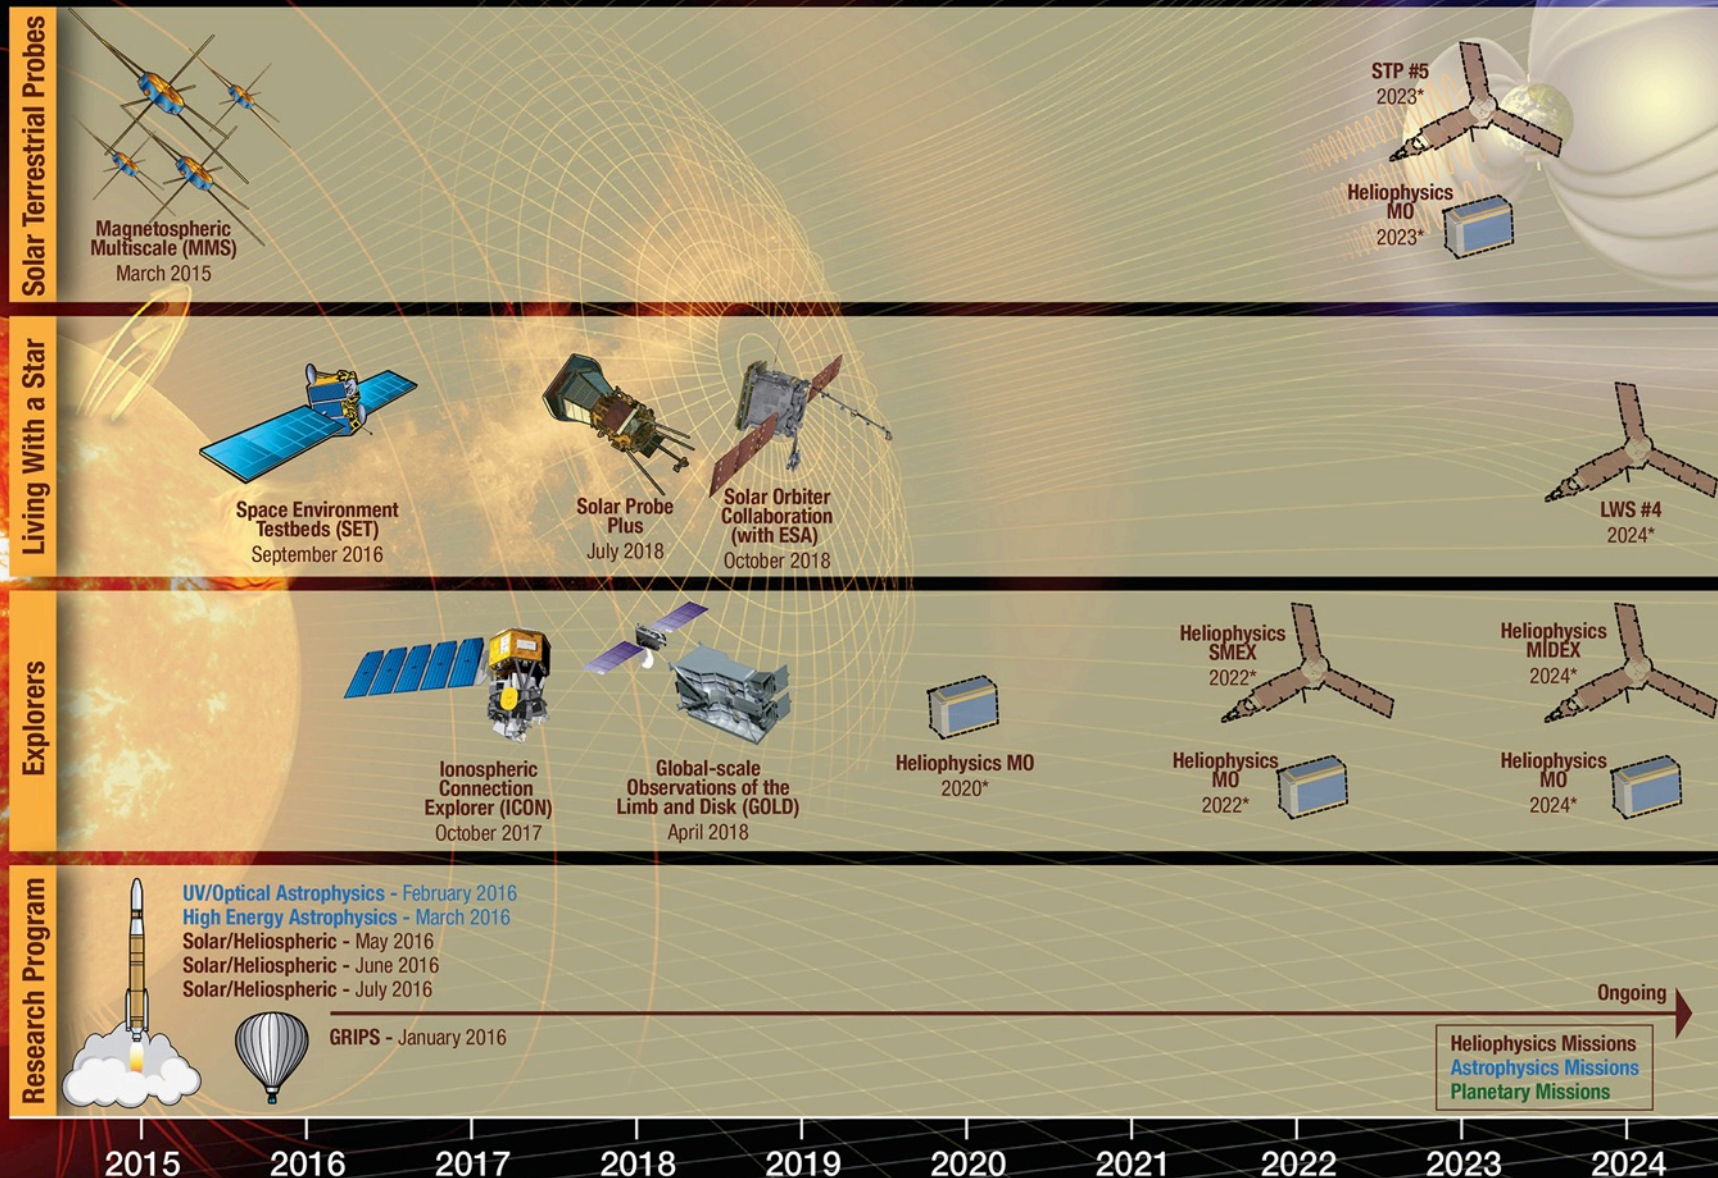 Solar Terrestrial Probes
Magnetospheric
Multiscale (MMS)
March 2015
STP #5
2023*
Heliophysics
MO
2023*
Living With a Star
Space Environment
Testbeds (SET)
September 2016
Solar Probe
Plus
July 2018
Solar Orbiter
Collaboration
(with ESA)
October 2018
LWS #4
2024*
Explorers
Ionospheric
Connection
Explorer (ICON)
October 2017
Global-scale
Observations of the
Limb and Disk (GOLD)
April 2018
Heliophysics MO
2020*
Heliophysics
SMEX
2022*
Heliophysics
MO
2022*
Heliophysics
MIDEX
2024*
Heliophysics
MO
2024*
Research Program
UV/Optical Astrophysics - February 2016
High Energy Astrophysics - March 2016
Solar/Heliospheric - May 2016
Solar/Heliospheric - June 2016
Solar/Heliospheric - July 2016
GRIPS - January 2016
Ongoing
Heliophysics Missions
Astrophysics Missions
Planetary Missions
2015 2016 2017 2018 2019 2020 2021 2022 2023 2024